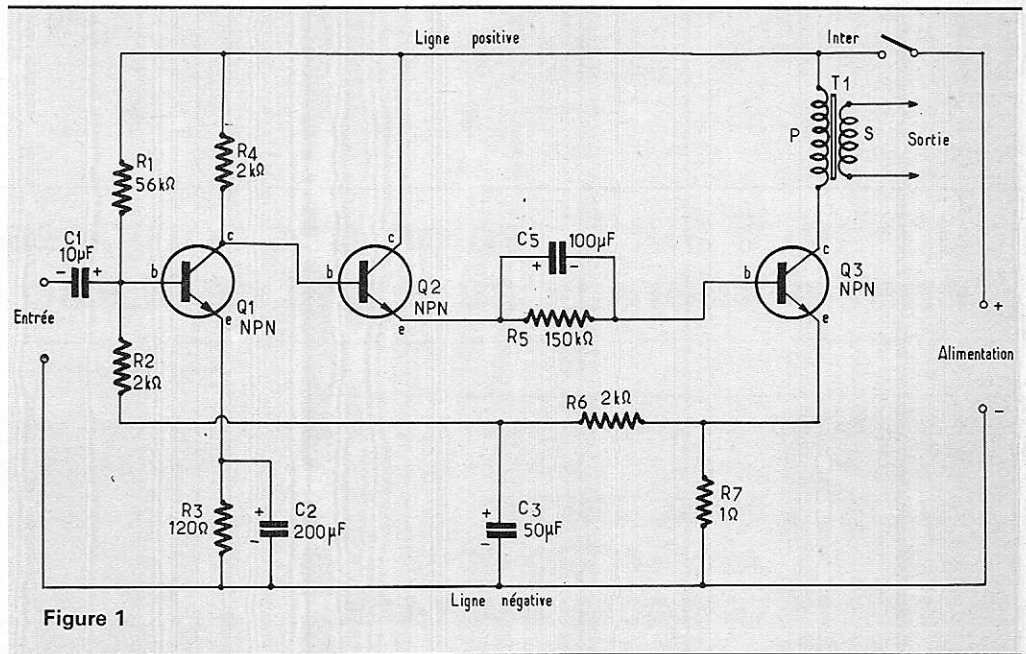 Ligne positive
Inter
T1
P
S
Sortie
R1
56kΩ
R4
2kΩ
C1
10µF
- +
b
c
e
Q1
NPN
Entrée
b
c
e
Q2
NPN
C5
100µF
+ -
R5
150kΩ
b
c
e
Q3
NPN
+
Alimentation
-
R2
2kΩ
R6
2kΩ
R3
120Ω
+
-
C2
200µF
+
-
C3
50µF
R7
1Ω
Ligne négative
Figure 1